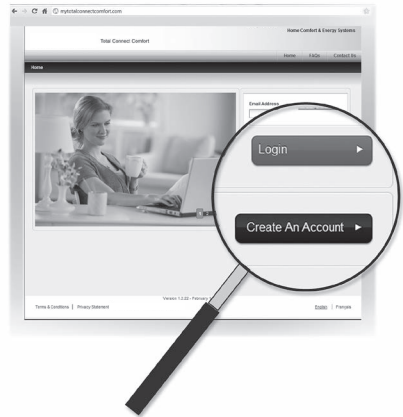 mytotalconnectcomfort.com
Home Comfort & Energy Systems
Total Connect Comfort
Home FAQs Contact Us
Home
Email Address
Login
Create An Account
Terms & Conditions | Privacy Statement
English | Français